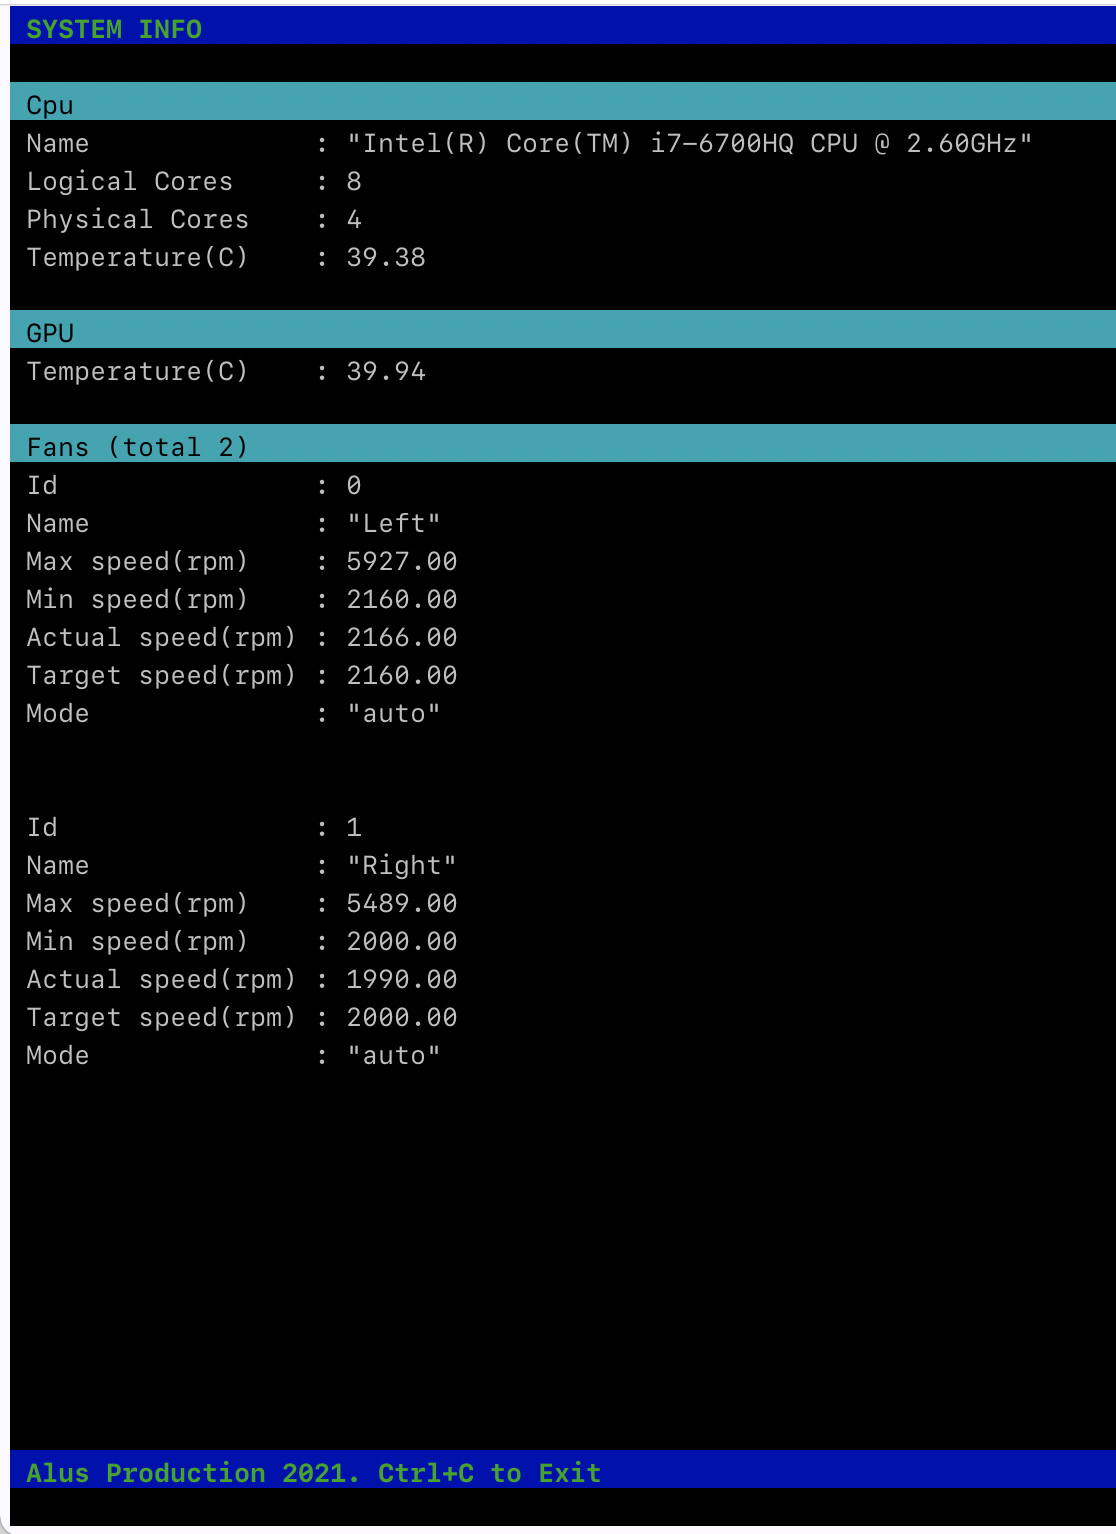 SYSTEM INFO
Cpu
Name : "Intel(R) Core(TM) i7-6700HQ CPU @ 2.60GHz"
Logical Cores : 8
Physical Cores : 4
Temperature(C) : 39.38
GPU
Temperature(C) : 39.94
Fans (total 2)
Id : 0
Name : "Left"
Max speed(rpm) : 5927.00
Min speed(rpm) : 2160.00
Actual speed(rpm) : 2166.00
Target speed(rpm) : 2160.00
Mode : "auto"
Id : 1
Name : "Right"
Max speed(rpm) : 5489.00
Min speed(rpm) : 2000.00
Actual speed(rpm) : 1990.00
Target speed(rpm) : 2000.00
Mode : "auto"
Alus Production 2021. Ctrl+C to Exit